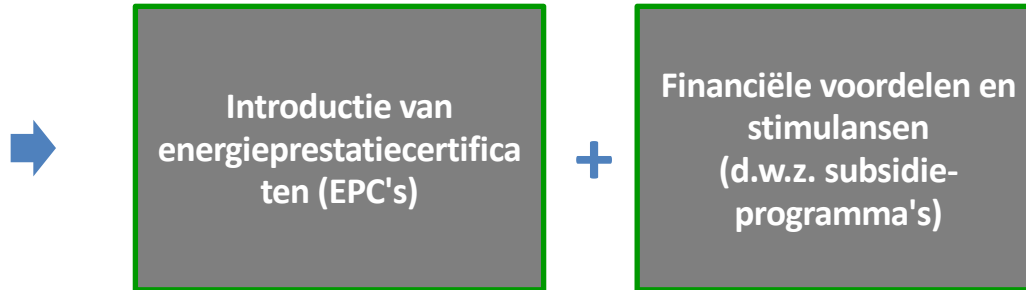 Introductie van
energieprestatiecertifica
ten (EPC's)
+
Financiële voordelen en
stimulansen
(d.w.z. subsidie-
programma's)